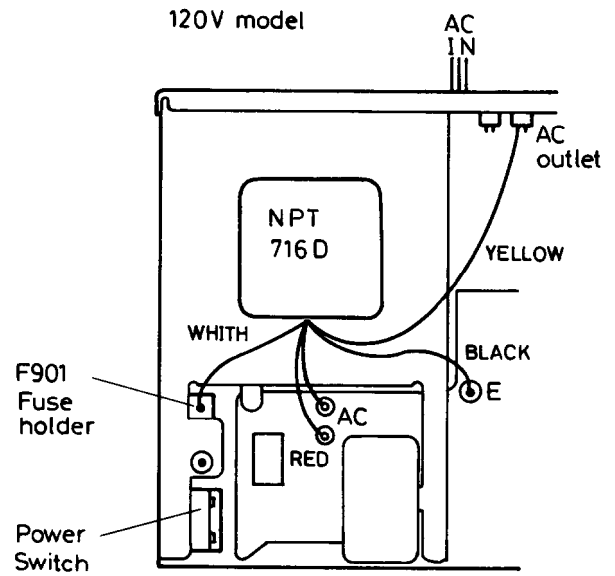 120V model
AC
IN
AC
outlet
NPT
716D
YELLOW
WHITH
BLACK
F901
Fuse
holder
AC
E
RED
Power
Switch